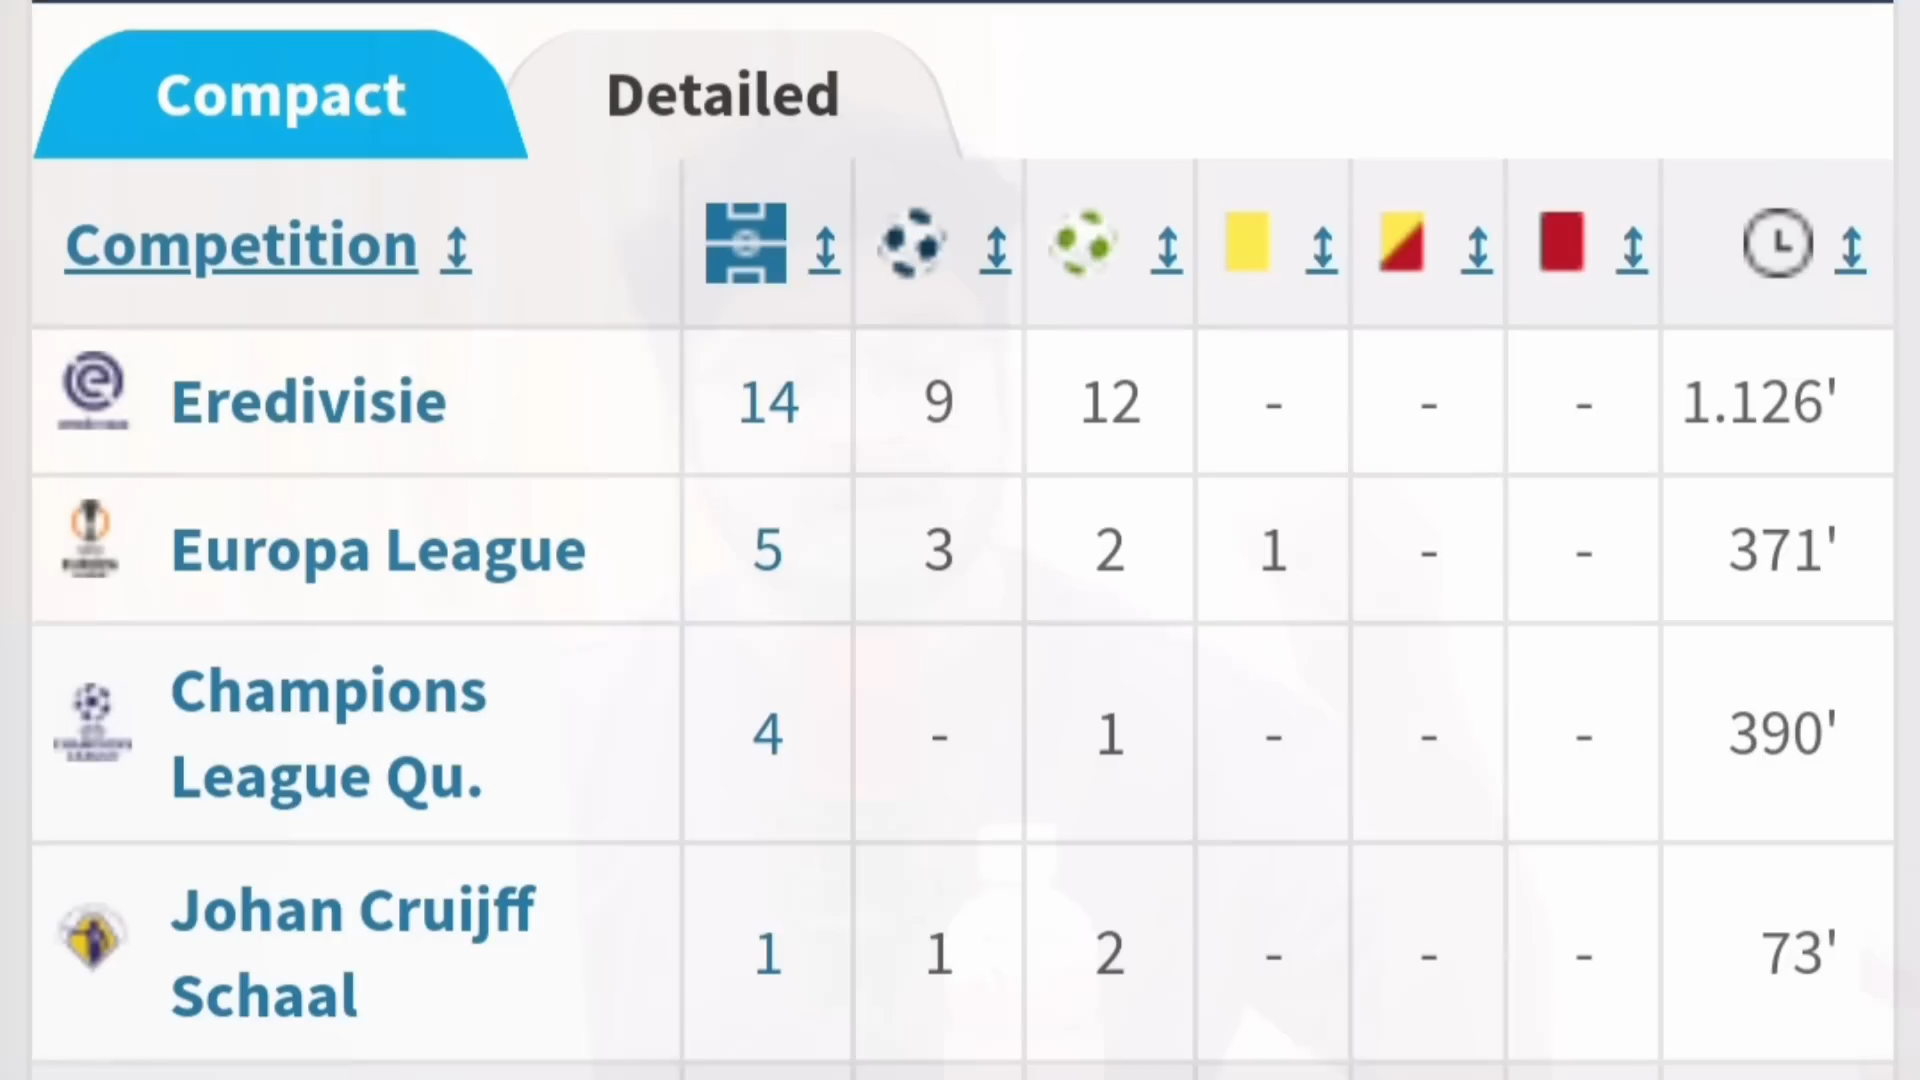 Compact Detailed
Competition
Eredivisie 14 9 12 - - - 1.126'
Europa League 5 3 2 1 - - 371'
Champions
League Qu. 4 - 1 - - - 390'
Johan Cruijff
Schaal 1 1 2 - - - 73'